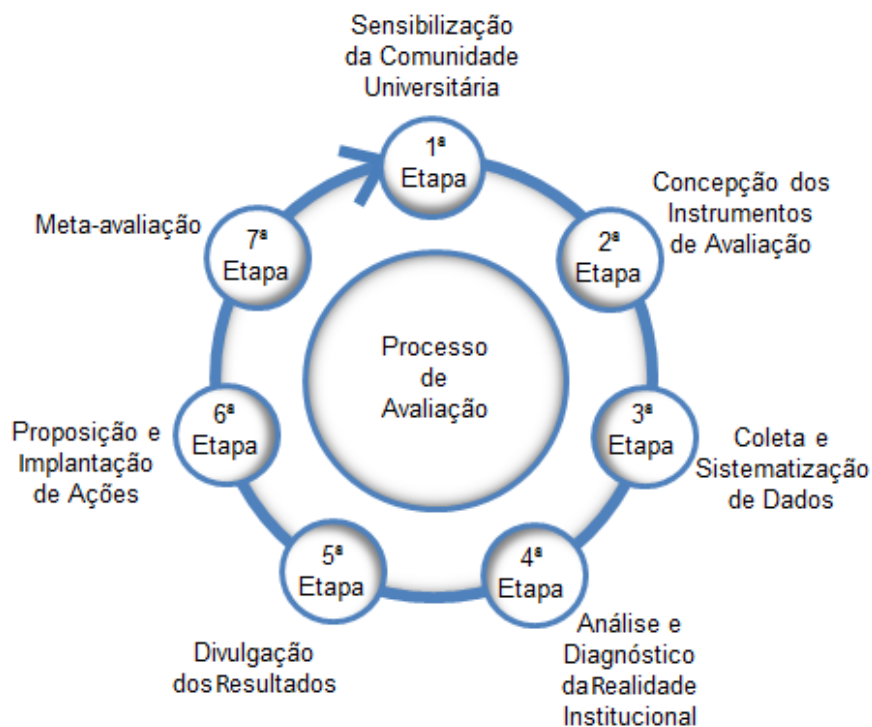 Sensibilização
da Comunidade
Universitária
1ª
Etapa
Concepção dos
Instrumentos
de Avaliação
2ª
Etapa
3ª
Etapa
Coleta e
Sistematização
de Dados
4ª
Etapa
Análise e
Diagnóstico
da Realidade
Institucional
5ª
Etapa
Divulgação
dos Resultados
6ª
Etapa
Proposição e
Implantação
de Ações
7ª
Etapa
Meta-avaliação
Processo
de
Avaliação